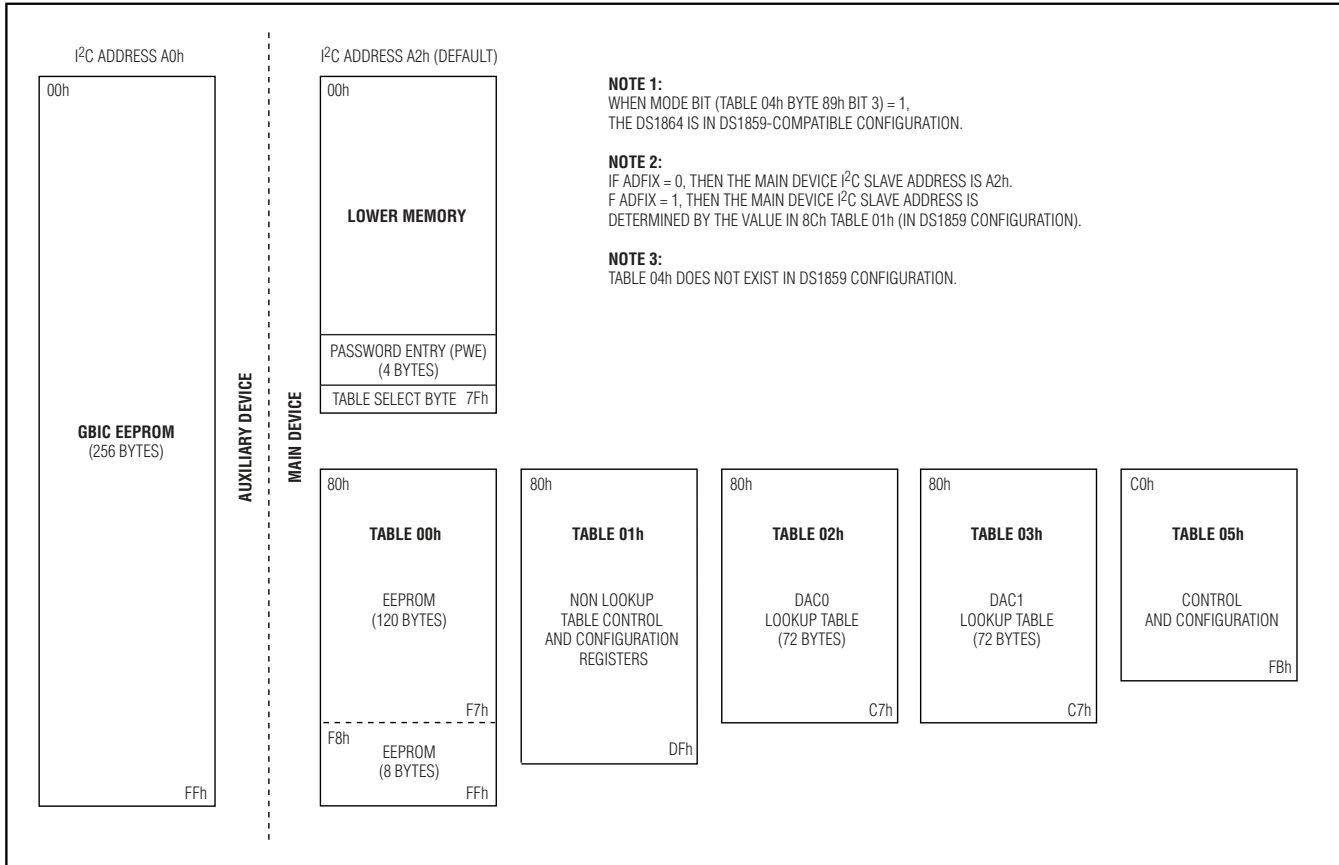 I²C ADDRESS A0h
00h
GBIC EEPROM
(256 BYTES)
FFh
AUXILIARY DEVICE
MAIN DEVICE
I²C ADDRESS A2h (DEFAULT)
00h
LOWER MEMORY
PASSWORD ENTRY (PWE)
(4 BYTES)
TABLE SELECT BYTE 7Fh
NOTE 1:
WHEN MODE BIT (TABLE 04h BYTE 89h BIT 3) = 1,
THE DS1864 IS IN DS1859-COMPATIBLE CONFIGURATION.
NOTE 2:
IF ADFIX = 0, THEN THE MAIN DEVICE I²C SLAVE ADDRESS IS A2h.
F ADFIX = 1, THEN THE MAIN DEVICE I²C SLAVE ADDRESS IS
DETERMINED BY THE VALUE IN 8Ch TABLE 01h (IN DS1859 CONFIGURATION).
NOTE 3:
TABLE 04h DOES NOT EXIST IN DS1859 CONFIGURATION.
80h
TABLE 00h
EEPROM
(120 BYTES)
F7h
F8h
EEPROM
(8 BYTES)
FFh
80h
TABLE 01h
NON LOOKUP
TABLE CONTROL
AND CONFIGURATION
REGISTERS
DFh
80h
TABLE 02h
DAC0
LOOKUP TABLE
(72 BYTES)
C7h
80h
TABLE 03h
DAC1
LOOKUP TABLE
(72 BYTES)
C7h
C0h
TABLE 05h
CONTROL
AND CONFIGURATION
FBh